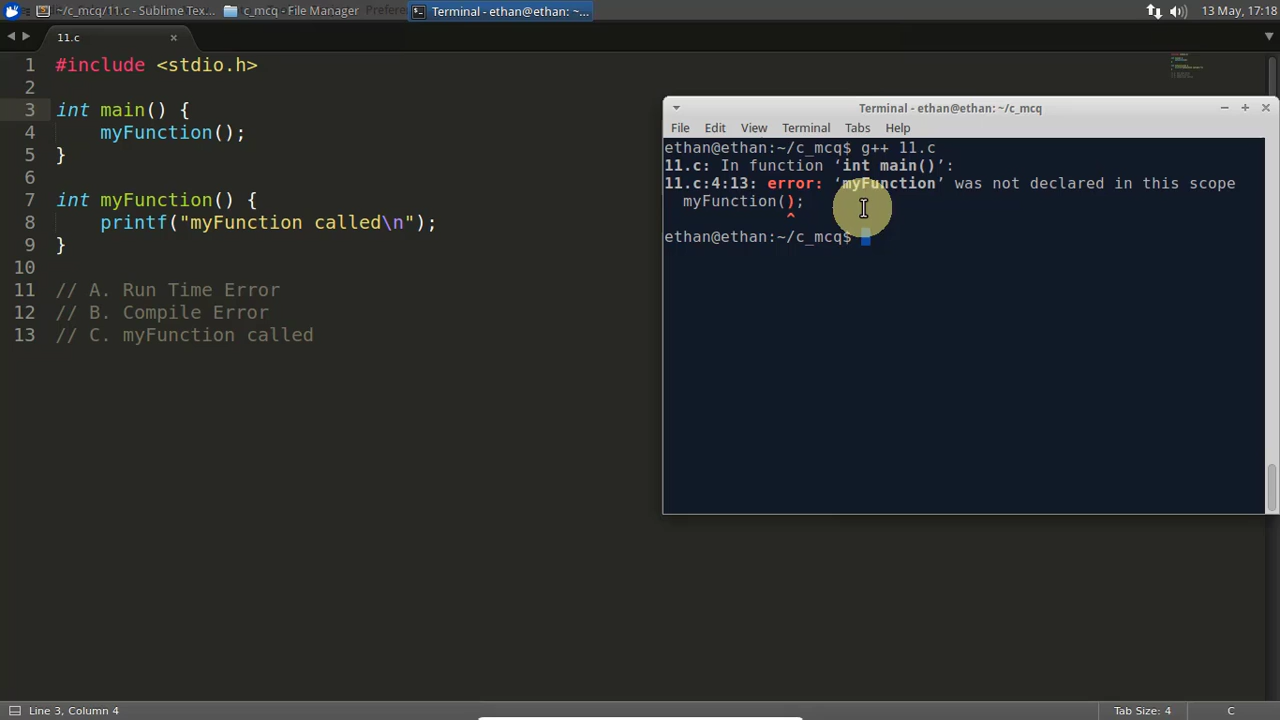 ~/c_mcq/11.c - Sublime Tex...
c_mcq - File Manager
Terminal - ethan@ethan: ~...
13 May, 17:18
11.c
1 #include <stdio.h>
2
3 int main() {
4 myFunction();
5 }
6
7 int myFunction() {
8 printf("myFunction called\n");
9 }
10
11 // A. Run Time Error
12 // B. Compile Error
13 // C. myFunction called
Terminal - ethan@ethan: ~/c_mcq
File Edit View Terminal Tabs Help
ethan@ethan:~/c_mcq$ g++ 11.c
11.c: In function ‘int main()’:
11.c:4:13: error: ‘myFunction’ was not declared in this scope
myFunction();
^
ethan@ethan:~/c_mcq$
Line 3, Column 4
Tab Size: 4
C